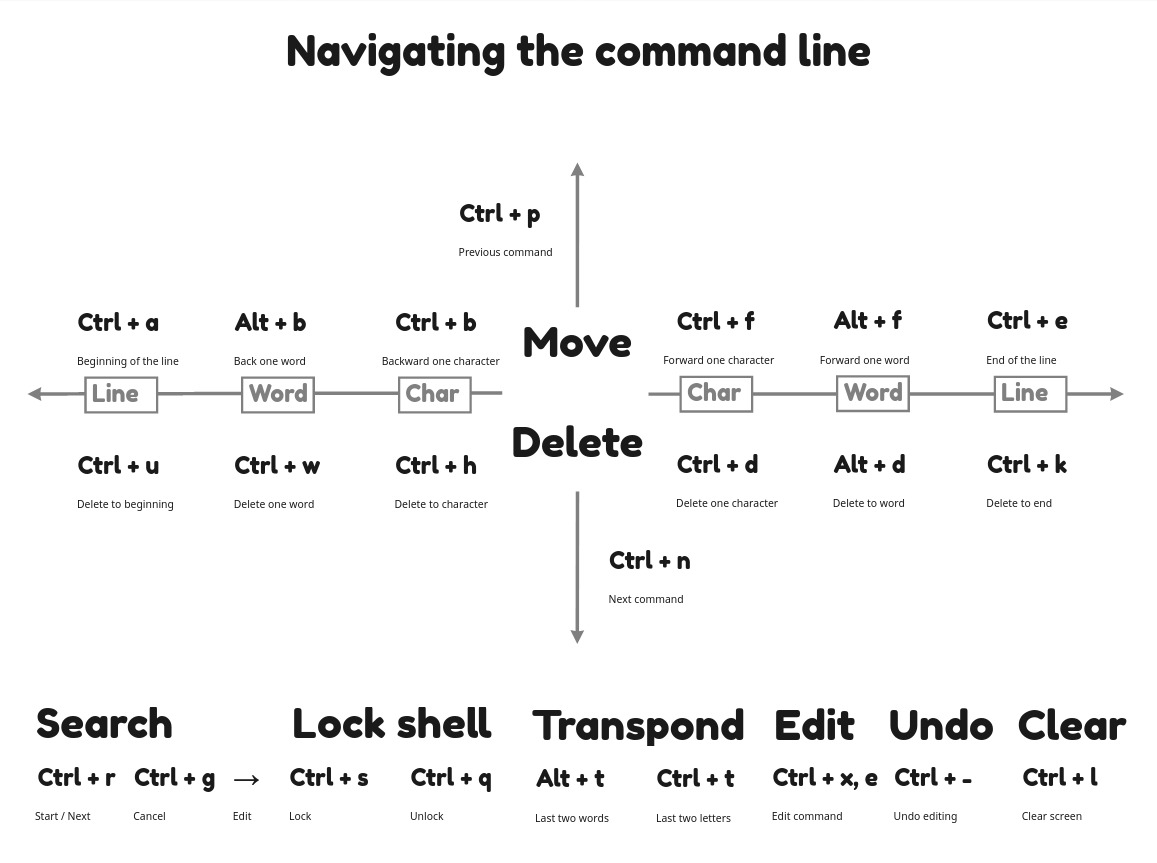 Navigating the command line
Ctrl + p
Previous command
Ctrl + a Alt + b Ctrl + b Move Ctrl + f Alt + f Ctrl + e
Beginning of the line Back one word Backward one character Forward one character Forward one word End of the line
Line Word Char Char Word Line
Delete
Ctrl + u Ctrl + w Ctrl + h Ctrl + d Alt + d Ctrl + k
Delete to beginning Delete one word Delete to character Delete one character Delete to word Delete to end
Ctrl + n
Next command
Search Lock shell Transpond Edit Undo Clear
Ctrl + r Ctrl + g → Ctrl + s Ctrl + q Alt + t Ctrl + t Ctrl + x, e Ctrl + - Ctrl + l
Start / Next Cancel Edit Lock Unlock Last two words Last two letters Edit command Undo editing Clear screen